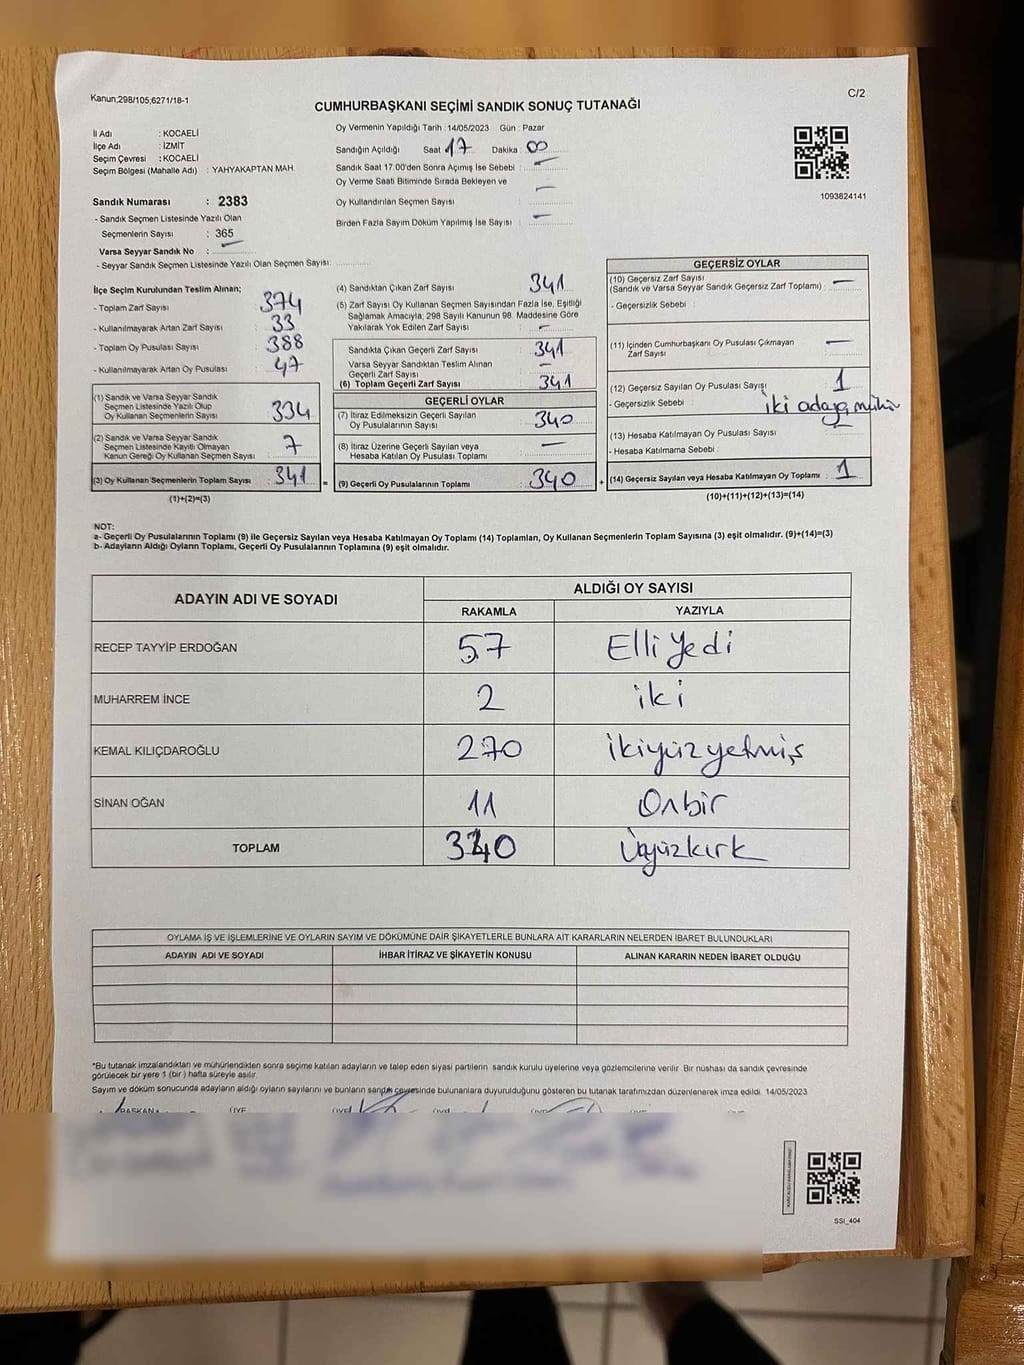 Kanun;298/105;6271/18-1
C/2
CUMHURBAŞKANI SEÇİMİ SANDIK SONUÇ TUTANAĞI
İl Adı : KOCAELİ
İlçe Adı : İZMİT
Seçim Çevresi : KOCAELİ
Seçim Bölgesi (Mahalle Adı) : YAHYAKAPTAN MAH.
Sandık Numarası : 2383
- Sandık Seçmen Listesinde Yazılı Olan
Seçmenlerin Sayısı : 365
Varsa Seyyar Sandık No : —
- Seyyar Sandık Seçmen Listesinde Yazılı Olan Seçmen Sayısı:
Oy Vermenin Yapıldığı Tarih : 14/05/2023 Gün : Pazar
Sandığın Açıldığı Saat 17 Dakika 00
Sandık Saat 17.00'den Sonra Açımış İse Sebebi : —
Oy Verme Saati Bitiminde Sırada Bekleyen ve
Oy Kullandırılan Seçmen Sayısı : —
Birden Fazla Sayım Döküm Yapılmış İse Sayısı : —
1093824141
İlçe Seçim Kurulundan Teslim Alınan;
- Toplam Zarf Sayısı : 374
- Kullanılmayarak Artan Zarf Sayısı : 33
- Toplam Oy Pusulası Sayısı : 388
- Kullanılmayarak Artan Oy Pusulası : 47
(1) Sandık ve Varsa Seyyar Sandık
Seçmen Listesinde Yazılı Olup
Oy Kullanan Seçmenlerin Sayısı : 334
(2) Sandık ve Varsa Seyyar Sandık
Seçmen Listesinde Kayıtlı Olmayan
Kanun Gereği Oy Kullanan Seçmen Sayısı : 7
(3) Oy Kullanan Seçmenlerin Toplam Sayısı : 341
(1)+(2)=(3)
=
(4) Sandıktan Çıkan Zarf Sayısı : 341
(5) Zarf Sayısı Oy Kullanan Seçmen Sayısından Fazla İse, Eşitliği
Sağlamak Amacıyla, 298 Sayılı Kanunun 98. Maddesine Göre
Yakılarak Yok Edilen Zarf Sayısı : —
Sandıkta Çıkan Geçerli Zarf Sayısı : 341
Varsa Seyyar Sandıktan Teslim Alınan
Geçerli Zarf Sayısı : —
(6) Toplam Geçerli Zarf Sayısı : 341
GEÇERLİ OYLAR
(7) İtiraz Edilmeksizin Geçerli Sayılan
Oy Pusulalarının Sayısı : 340
(8) İtiraz Üzerine Geçerli Sayılan veya
Hesaba Katılan Oy Pusulası Toplamı : —
(9) Geçerli Oy Pusulalarının Toplamı : 340
+
GEÇERSİZ OYLAR
(10) Geçersiz Zarf Sayısı
(Sandık ve Varsa Seyyar Sandık Geçersiz Zarf Toplamı) : —
- Geçersizlik Sebebi :
(11) İçinden Cumhurbaşkanı Oy Pusulası Çıkmayan
Zarf Sayısı : —
(12) Geçersiz Sayılan Oy Pusulası Sayısı : 1
- Geçersizlik Sebebi : İki adaya mühür
(13) Hesaba Katılmayan Oy Pusulası Sayısı : —
- Hesaba Katılmama Sebebi :
(14) Geçersiz Sayılan veya Hesaba Katılmayan Oy Toplamı : 1
(10)+(11)+(12)+(13)=(14)
NOT:
a- Geçerli Oy Pusulalarının Toplamı (9) ile Geçersiz Sayılan veya Hesaba Katılmayan Oy Toplamı (14) Toplamları, Oy Kullanan Seçmenlerin Toplam Sayısına (3) eşit olmalıdır. (9)+(14)=(3)
b- Adayların Aldığı Oyların Toplamı, Geçerli Oy Pusulalarının Toplamına (9) eşit olmalıdır.
ADAYIN ADI VE SOYADI
ALDIĞI OY SAYISI
RAKAMLA YAZIYLA
RECEP TAYYİP ERDOĞAN 57 Elli Yedi
MUHARREM İNCE 2 iki
KEMAL KILIÇDAROĞLU 270 ikiyüzyetmiş
SİNAN OĞAN 11 Onbir
TOPLAM 340 Üçyüzkırk
OYLAMA İŞ VE İŞLEMLERİNE VE OYLARIN SAYIM VE DÖKÜMÜNE DAİR ŞİKAYETLERLE BUNLARA AİT KARARLARIN NELERDEN İBARET BULUNDUKLARI
ADAYIN ADI VE SOYADI İHBAR İTİRAZ VE ŞİKAYETİN KONUSU ALINAN KARARIN NEDEN İBARET OLDUĞU
*Bu tutanak imzalandıktan ve mühürlendikten sonra seçime katılan adayların ve talep eden siyasi partilerin sandık kurulu üyelerine veya gözlemcilerine verilir. Bir nüshası da sandık çevresinde
görülecek bir yere 1 (bir) hafta süreyle asılır.
Sayım ve döküm sonucunda adayların aldığı oyların sayılarını ve bunların sandık çevresinde bulunanlara duyurulduğunu gösteren bu tutanak tarafımızdan düzenlenerek imza edildi. 14/05/2023
BAŞKAN ÜYE ÜYE
SSI_404